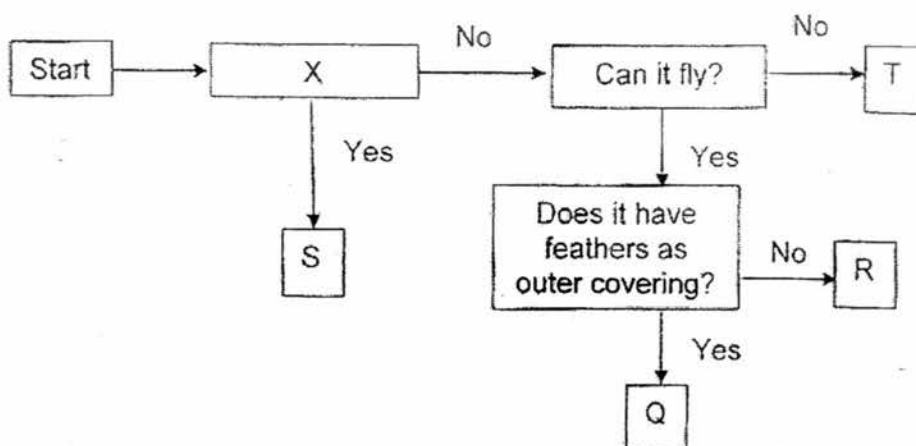 Start
X
No
Can it fly?
No
T
Yes
Yes
S
Does it have
feathers as
outer covering?
No
R
Yes
Q